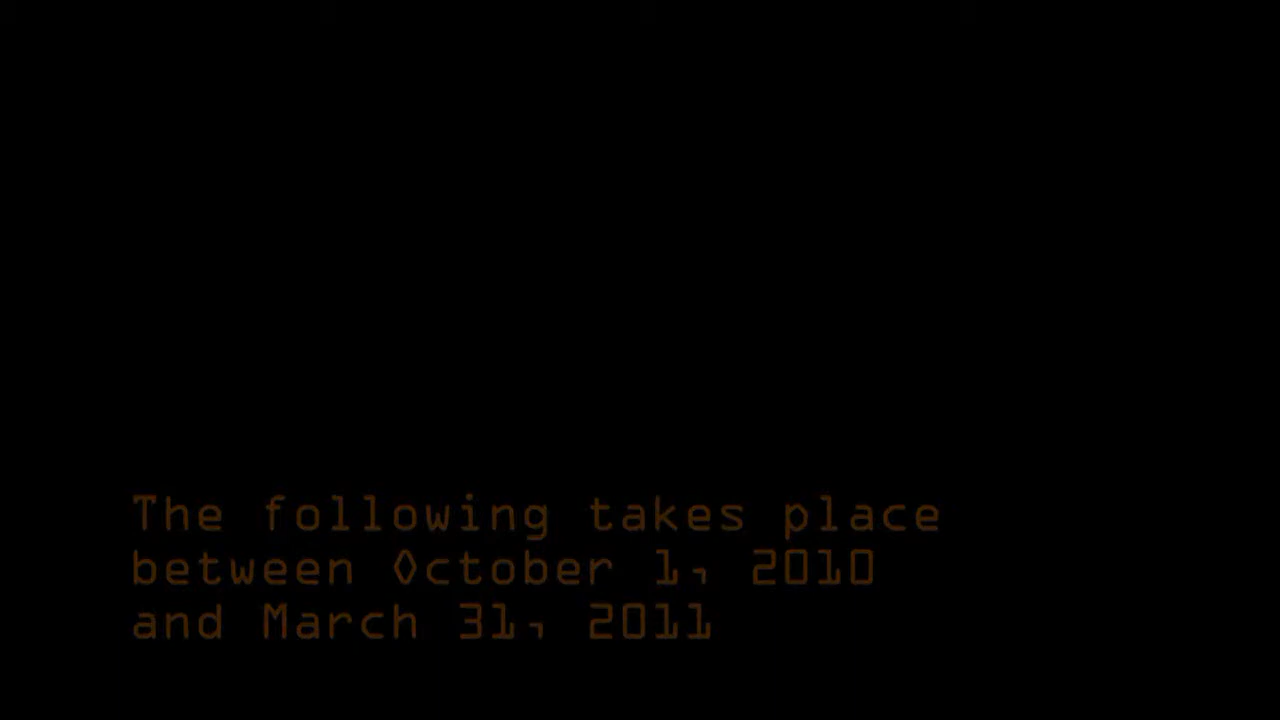 The following takes place
between October 1, 2010
and March 31, 2011